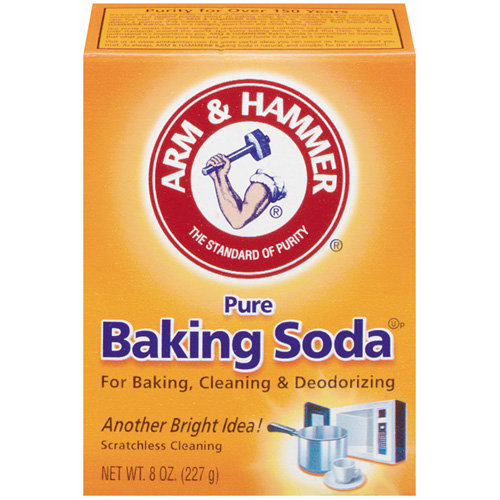 Purity for Over 150 Years
ARM & HAMMER
®
THE STANDARD OF PURITY
®
Pure
Baking Soda
Up
For Baking, Cleaning & Deodorizing
Another Bright Idea!
Scratchless Cleaning
NET WT. 8 OZ. (227 g)